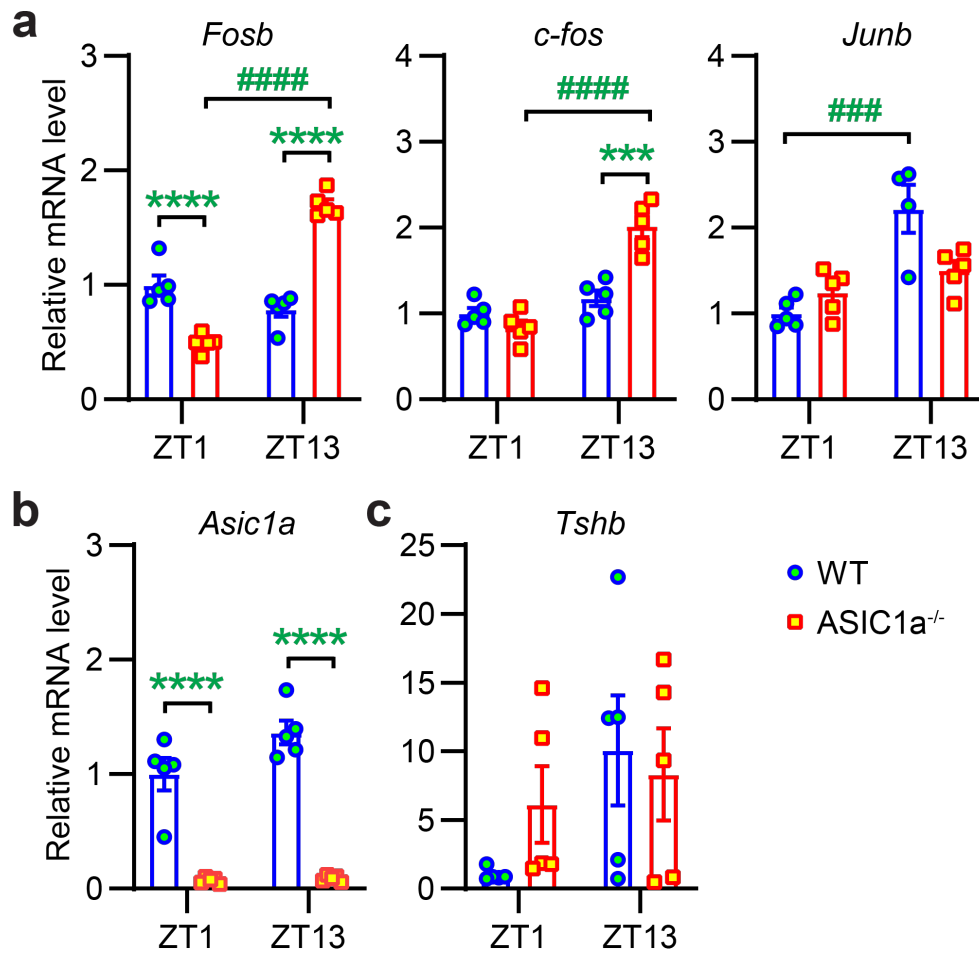 a
Fosb
c-fos
Junb
Relative mRNA level
3
2
1
0
####
****
****
ZT1
ZT13
4
3
2
1
0
####
***
ZT1
ZT13
4
3
2
1
0
###
ZT1
ZT13
b
Asic1a
Relative mRNA level
3
2
1
0
****
****
ZT1
ZT13
c
Tshb
25
20
15
10
5
0
ZT1
ZT13
WT
ASIC1a-/-